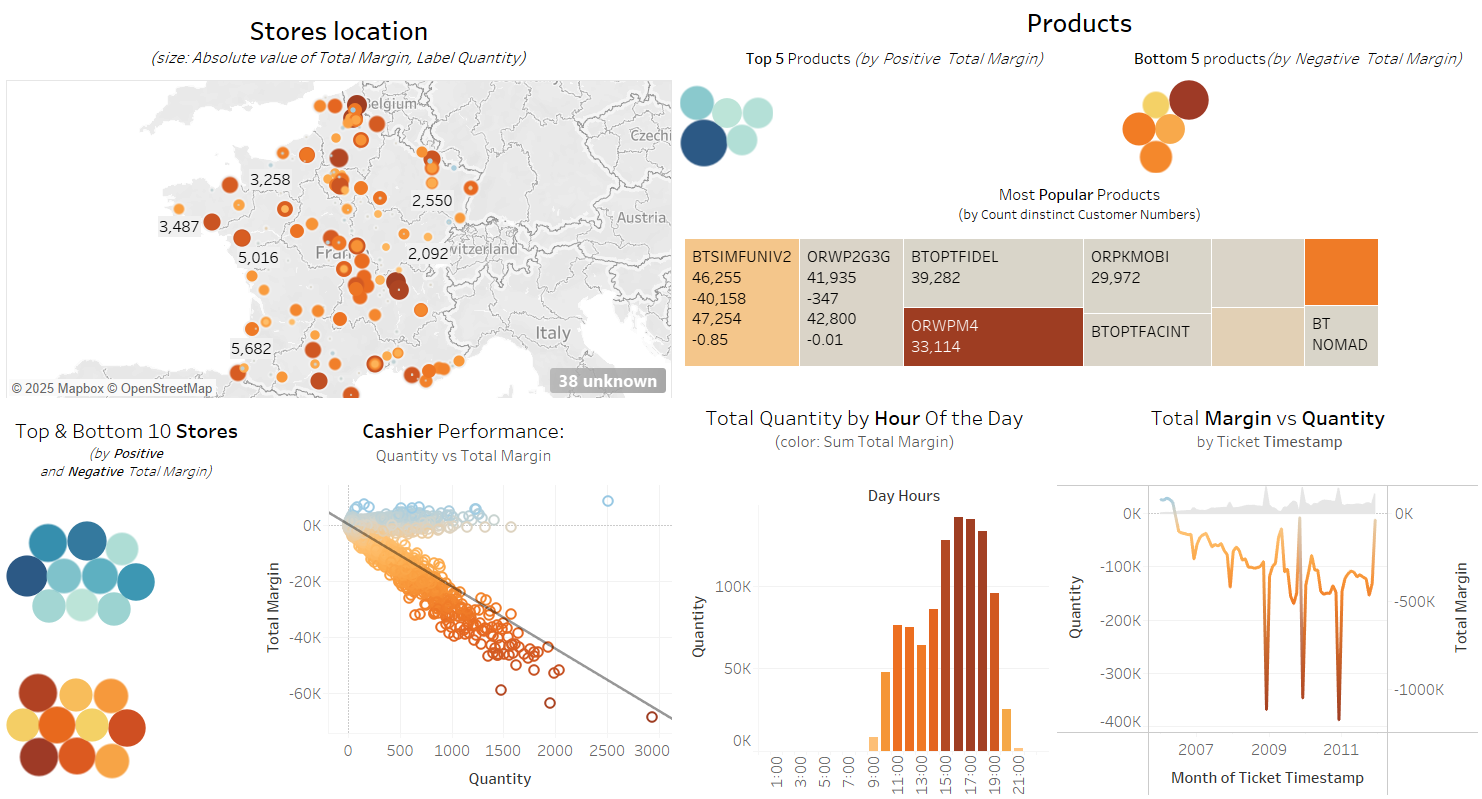 Stores location
(size: Absolute value of Total Margin, Label Quantity)
Belgium
Czechi
3,258
2,550
3,487
Austria
5,016
France
2,092
witzerland
5,682
Italy
© 2025 Mapbox © OpenStreetMap
38 unknown
Products
Top 5 Products (by Positive Total Margin)
Bottom 5 products(by Negative Total Margin)
Most Popular Products
(by Count dinstinct Customer Numbers)
BTSIMFUNIV2
46,255
-40,158
47,254
-0.85
ORWP2G3G
41,935
-347
42,800
-0.01
BTOPTFIDEL
39,282
ORWPM4
33,114
ORPKMOBI
29,972
BTOPTFACINT
BT
NOMAD
Top & Bottom 10 Stores
(by Positive
and Negative Total Margin)
Cashier Performance:
Quantity vs Total Margin
Total Margin
0K
-20K
-40K
-60K
0
500
1000
1500
2000
2500
3000
Quantity
Total Quantity by Hour Of the Day
(color: Sum Total Margin)
Day Hours
Quantity
100K
50K
0K
1:00
3:00
5:00
7:00
9:00
11:00
13:00
15:00
17:00
19:00
21:00
Total Margin vs Quantity
by Ticket Timestamp
Quantity
0K
-100K
-200K
-300K
-400K
0K
-500K
-1000K
Total Margin
2007
2009
2011
Month of Ticket Timestamp